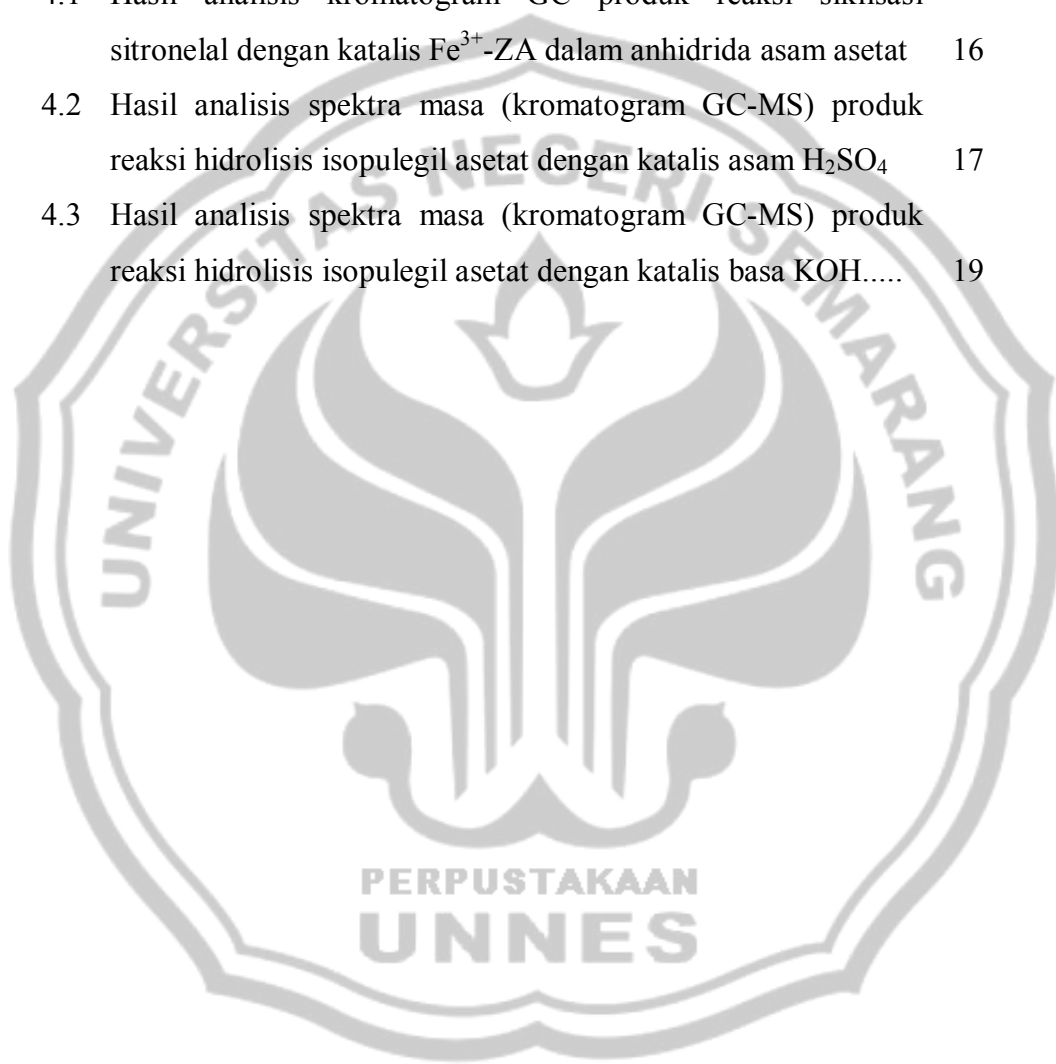 4.1 Hasil analisis kromatogram GC produk reaksi siklisasi
sitronelal dengan katalis Fe³⁺-ZA dalam anhidrida asam asetat 16
4.2 Hasil analisis spektra masa (kromatogram GC-MS) produk
reaksi hidrolisis isopulegil asetat dengan katalis asam H₂SO₄ 17
4.3 Hasil analisis spektra masa (kromatogram GC-MS) produk
reaksi hidrolisis isopulegil asetat dengan katalis basa KOH..... 19
UNIVERSITAS NEGERI SEMARANG
PERPUSTAKAAN
UNNES